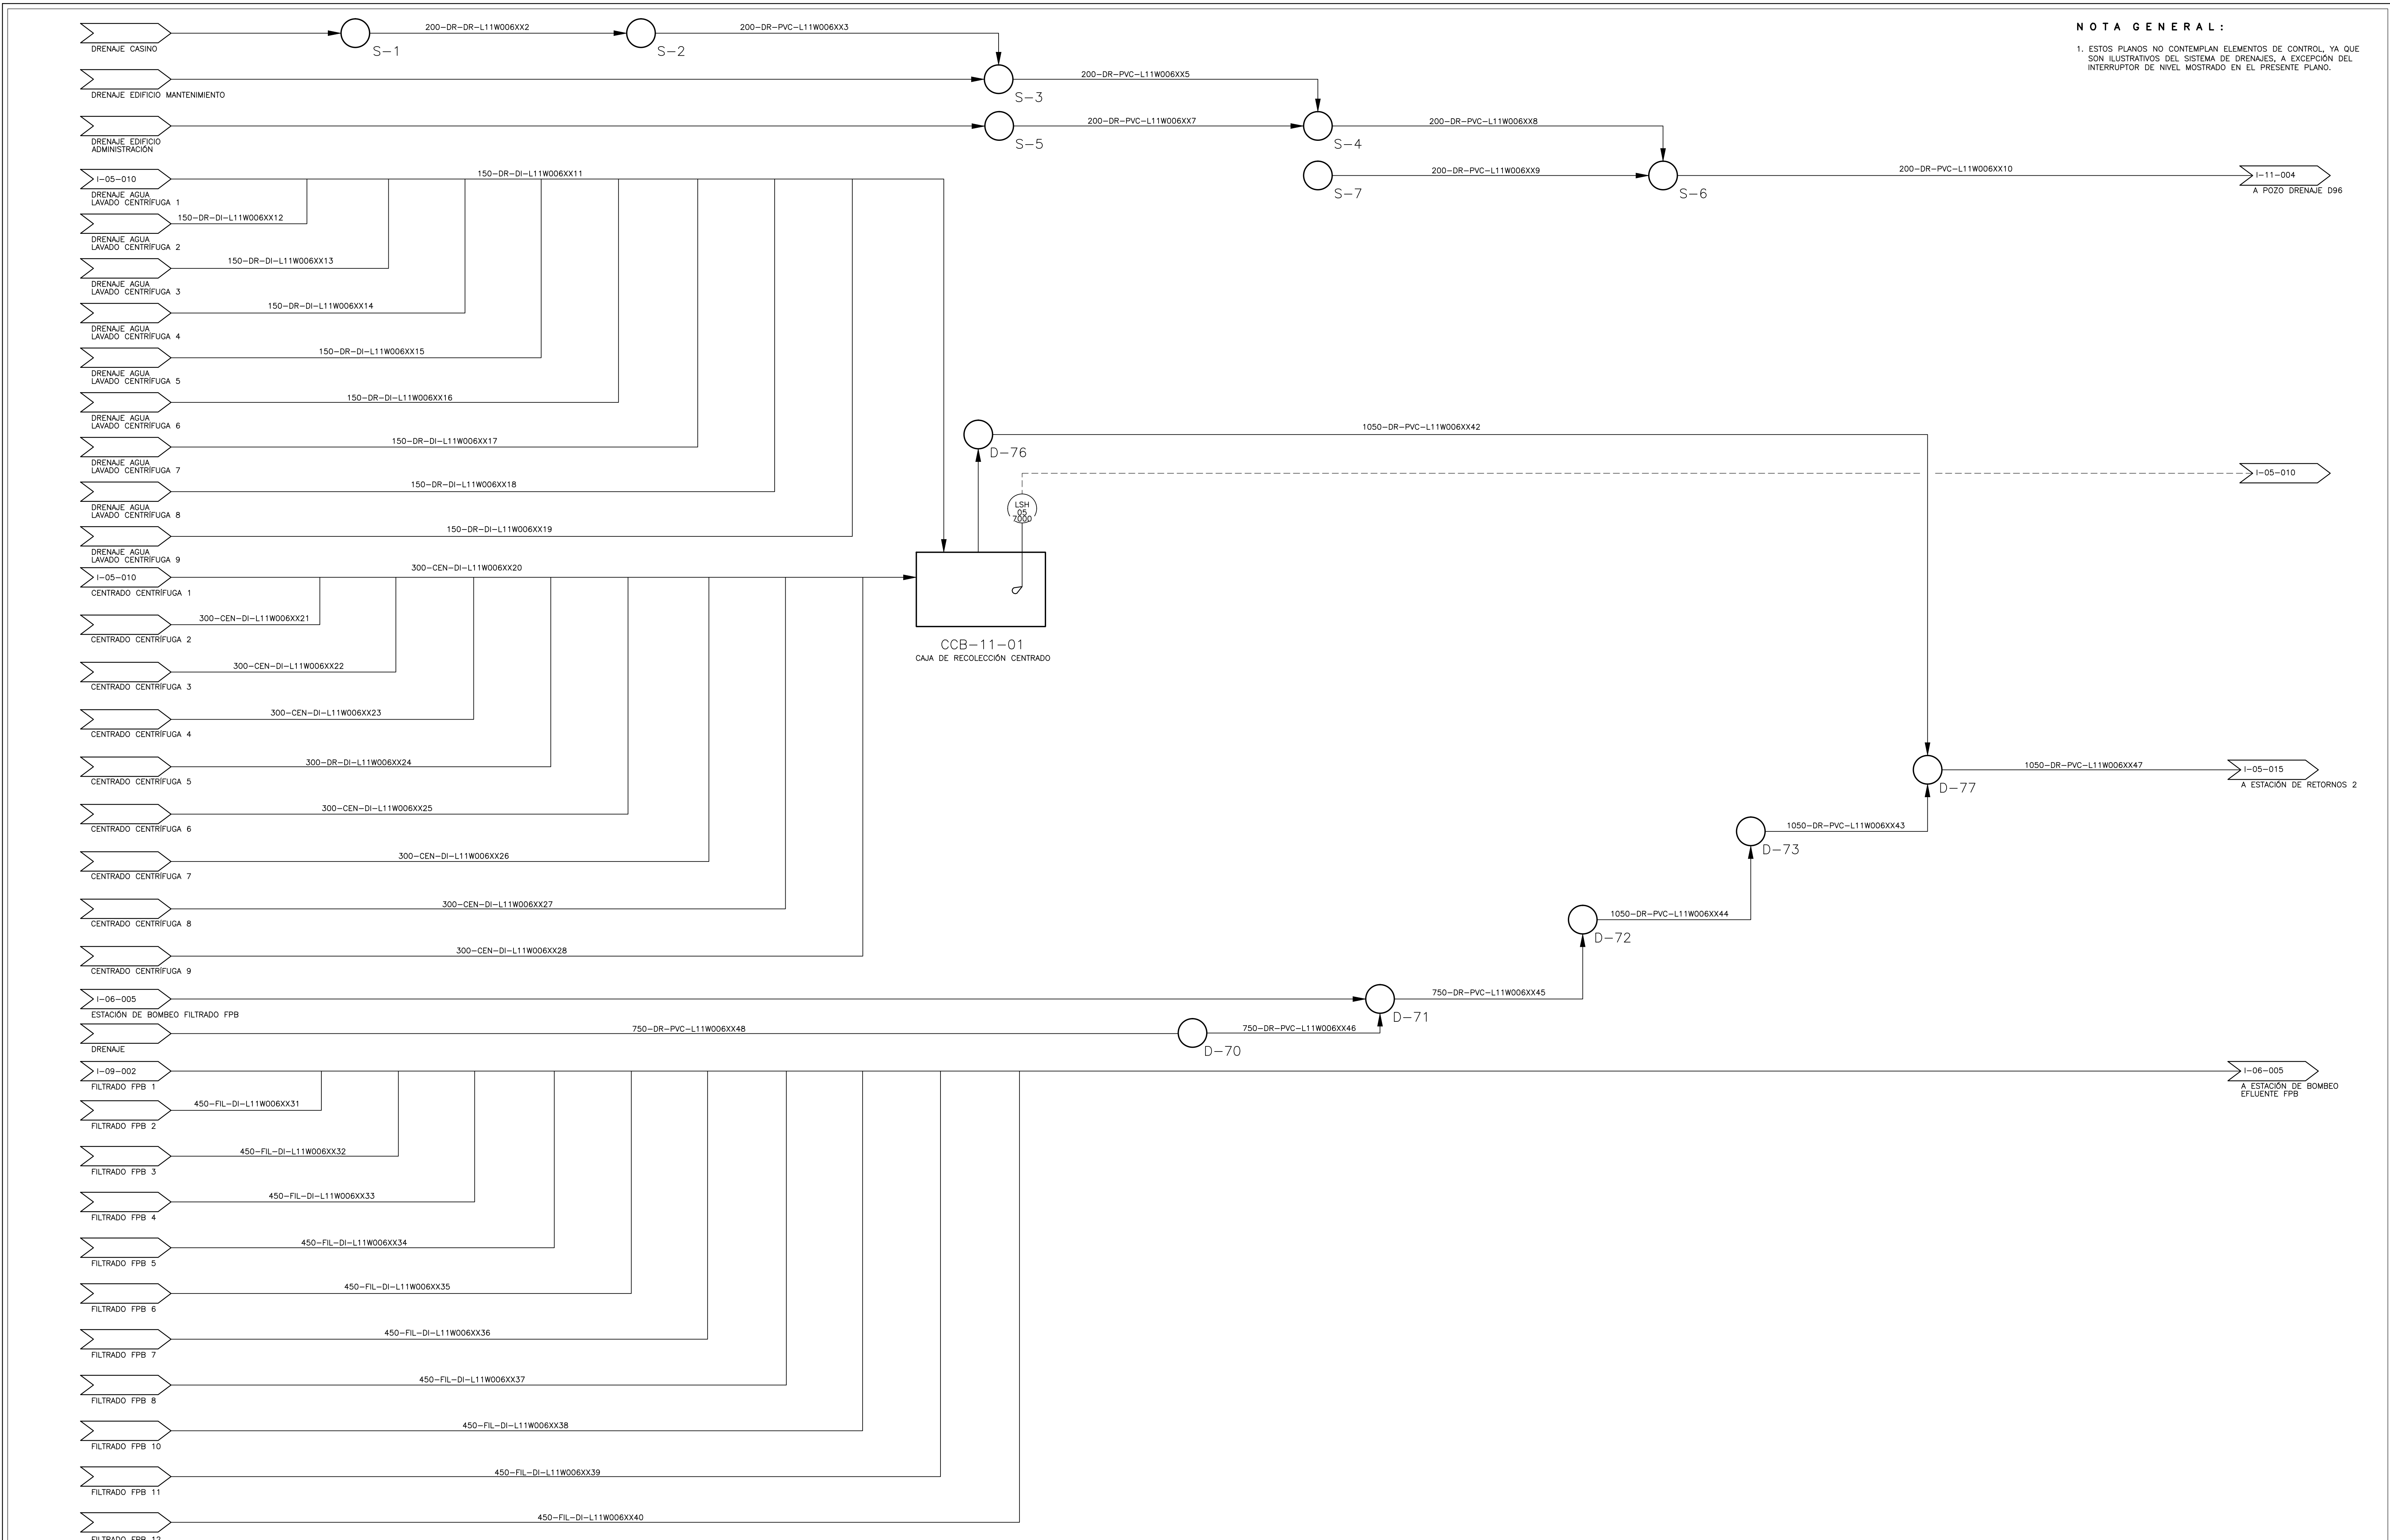 NOTA GENERAL:
1. ESTOS PLANOS NO CONTEMPLAN ELEMENTOS DE CONTROL, YA QUE
SON ILUSTRATIVOS DEL SISTEMA DE DRENAJES, A EXCEPCIÓN DEL
INTERRUPTOR DE NIVEL MOSTRADO EN EL PRESENTE PLANO.
DRENAJE CASINO
S-1
200-DR-DR-L11W006XX2
S-2
200-DR-PVC-L11W006XX3
DRENAJE EDIFICIO MANTENIMIENTO
S-3
200-DR-PVC-L11W006XX5
DRENAJE EDIFICIO
ADMINISTRACIÓN
S-5
200-DR-PVC-L11W006XX7
S-4
200-DR-PVC-L11W006XX8
S-7
200-DR-PVC-L11W006XX9
S-6
200-DR-PVC-L11W006XX10
I-11-004
A POZO DRENAJE D96
I-05-010
150-DR-DI-L11W006XX11
DRENAJE AGUA
LAVADO CENTRÍFUGA 1
150-DR-DI-L11W006XX12
DRENAJE AGUA
LAVADO CENTRÍFUGA 2
150-DR-DI-L11W006XX13
DRENAJE AGUA
LAVADO CENTRÍFUGA 3
150-DR-DI-L11W006XX14
DRENAJE AGUA
LAVADO CENTRÍFUGA 4
150-DR-DI-L11W006XX15
DRENAJE AGUA
LAVADO CENTRÍFUGA 5
150-DR-DI-L11W006XX16
DRENAJE AGUA
LAVADO CENTRÍFUGA 6
150-DR-DI-L11W006XX17
DRENAJE AGUA
LAVADO CENTRÍFUGA 7
150-DR-DI-L11W006XX18
DRENAJE AGUA
LAVADO CENTRÍFUGA 8
150-DR-DI-L11W006XX19
DRENAJE AGUA
LAVADO CENTRÍFUGA 9
D-76
1050-DR-PVC-L11W006XX42
I-05-010
LSH
05
7000
CCB-11-01
CAJA DE RECOLECCIÓN CENTRADO
I-05-010
300-CEN-DI-L11W006XX20
CENTRADO CENTRÍFUGA 1
300-CEN-DI-L11W006XX21
CENTRADO CENTRÍFUGA 2
300-CEN-DI-L11W006XX22
CENTRADO CENTRÍFUGA 3
300-CEN-DI-L11W006XX23
CENTRADO CENTRÍFUGA 4
300-DR-DI-L11W006XX24
CENTRADO CENTRÍFUGA 5
300-CEN-DI-L11W006XX25
CENTRADO CENTRÍFUGA 6
300-CEN-DI-L11W006XX26
CENTRADO CENTRÍFUGA 7
300-CEN-DI-L11W006XX27
CENTRADO CENTRÍFUGA 8
300-CEN-DI-L11W006XX28
CENTRADO CENTRÍFUGA 9
D-77
1050-DR-PVC-L11W006XX47
I-05-015
A ESTACIÓN DE RETORNOS 2
1050-DR-PVC-L11W006XX43
D-73
1050-DR-PVC-L11W006XX44
D-72
I-06-005
ESTACIÓN DE BOMBEO FILTRADO FPB
750-DR-PVC-L11W006XX45
D-71
DRENAJE
750-DR-PVC-L11W006XX48
D-70
750-DR-PVC-L11W006XX46
I-09-002
FILTRADO FPB 1
I-06-005
A ESTACIÓN DE BOMBEO
EFLUENTE FPB
450-FIL-DI-L11W006XX31
FILTRADO FPB 2
450-FIL-DI-L11W006XX32
FILTRADO FPB 3
450-FIL-DI-L11W006XX33
FILTRADO FPB 4
450-FIL-DI-L11W006XX34
FILTRADO FPB 5
450-FIL-DI-L11W006XX35
FILTRADO FPB 6
450-FIL-DI-L11W006XX36
FILTRADO FPB 7
450-FIL-DI-L11W006XX37
FILTRADO FPB 8
450-FIL-DI-L11W006XX38
FILTRADO FPB 10
450-FIL-DI-L11W006XX39
FILTRADO FPB 11
450-FIL-DI-L11W006XX40
FILTRADO FPB 12